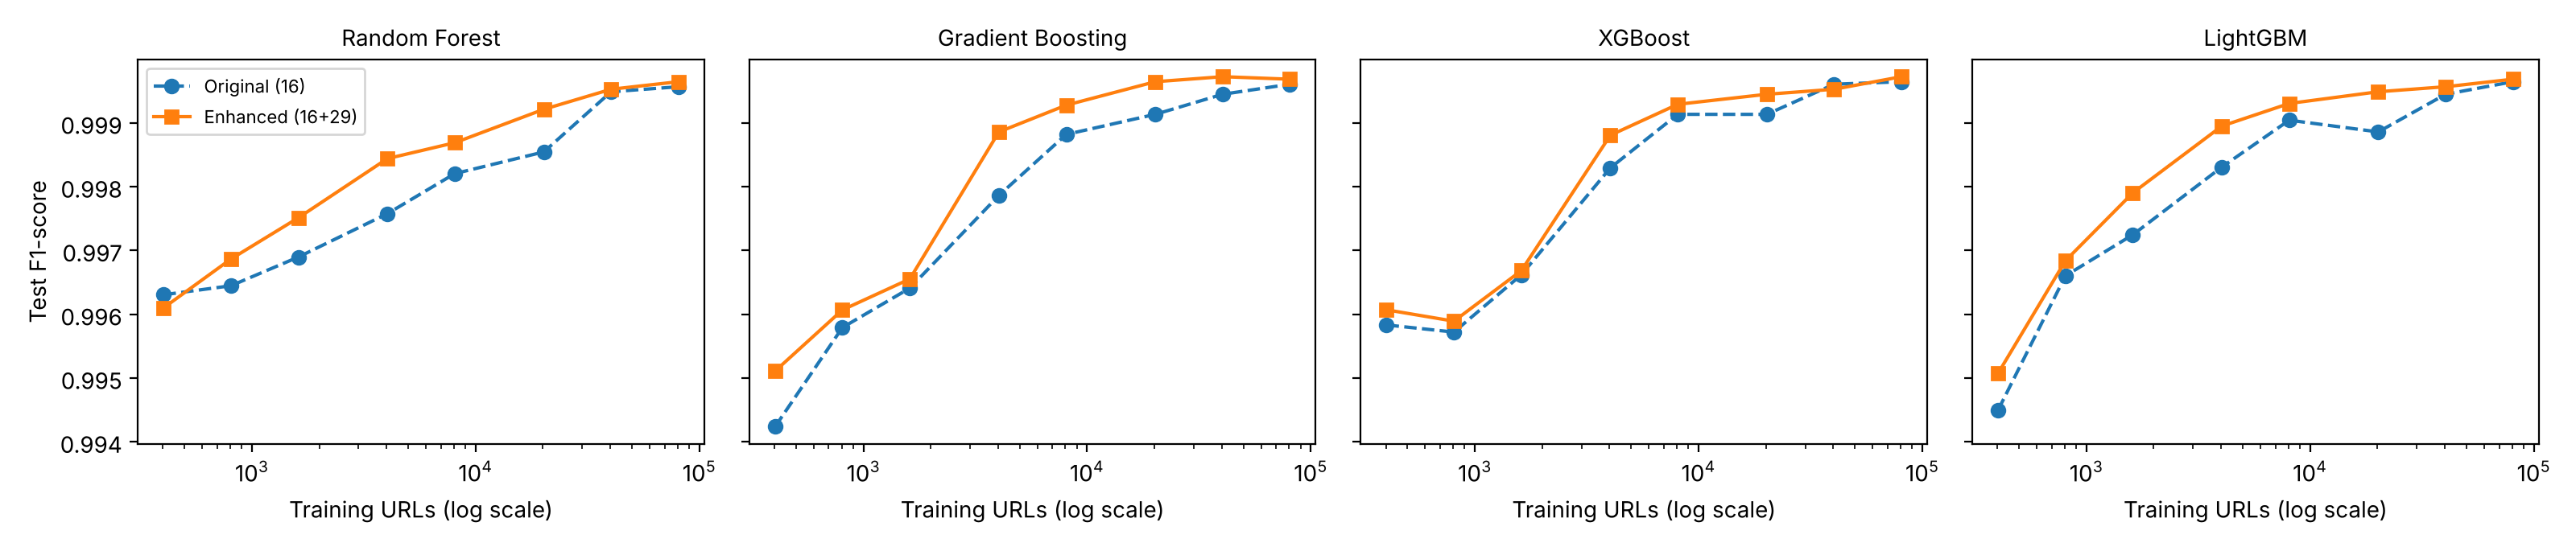 Random Forest
Gradient Boosting
XGBoost
LightGBM
Original (16)
Enhanced (16+29)
Test F1-score
0.999
0.998
0.997
0.996
0.995
0.994
10³ 10⁴ 10⁵
10³ 10⁴ 10⁵
10³ 10⁴ 10⁵
10³ 10⁴ 10⁵
Training URLs (log scale)
Training URLs (log scale)
Training URLs (log scale)
Training URLs (log scale)